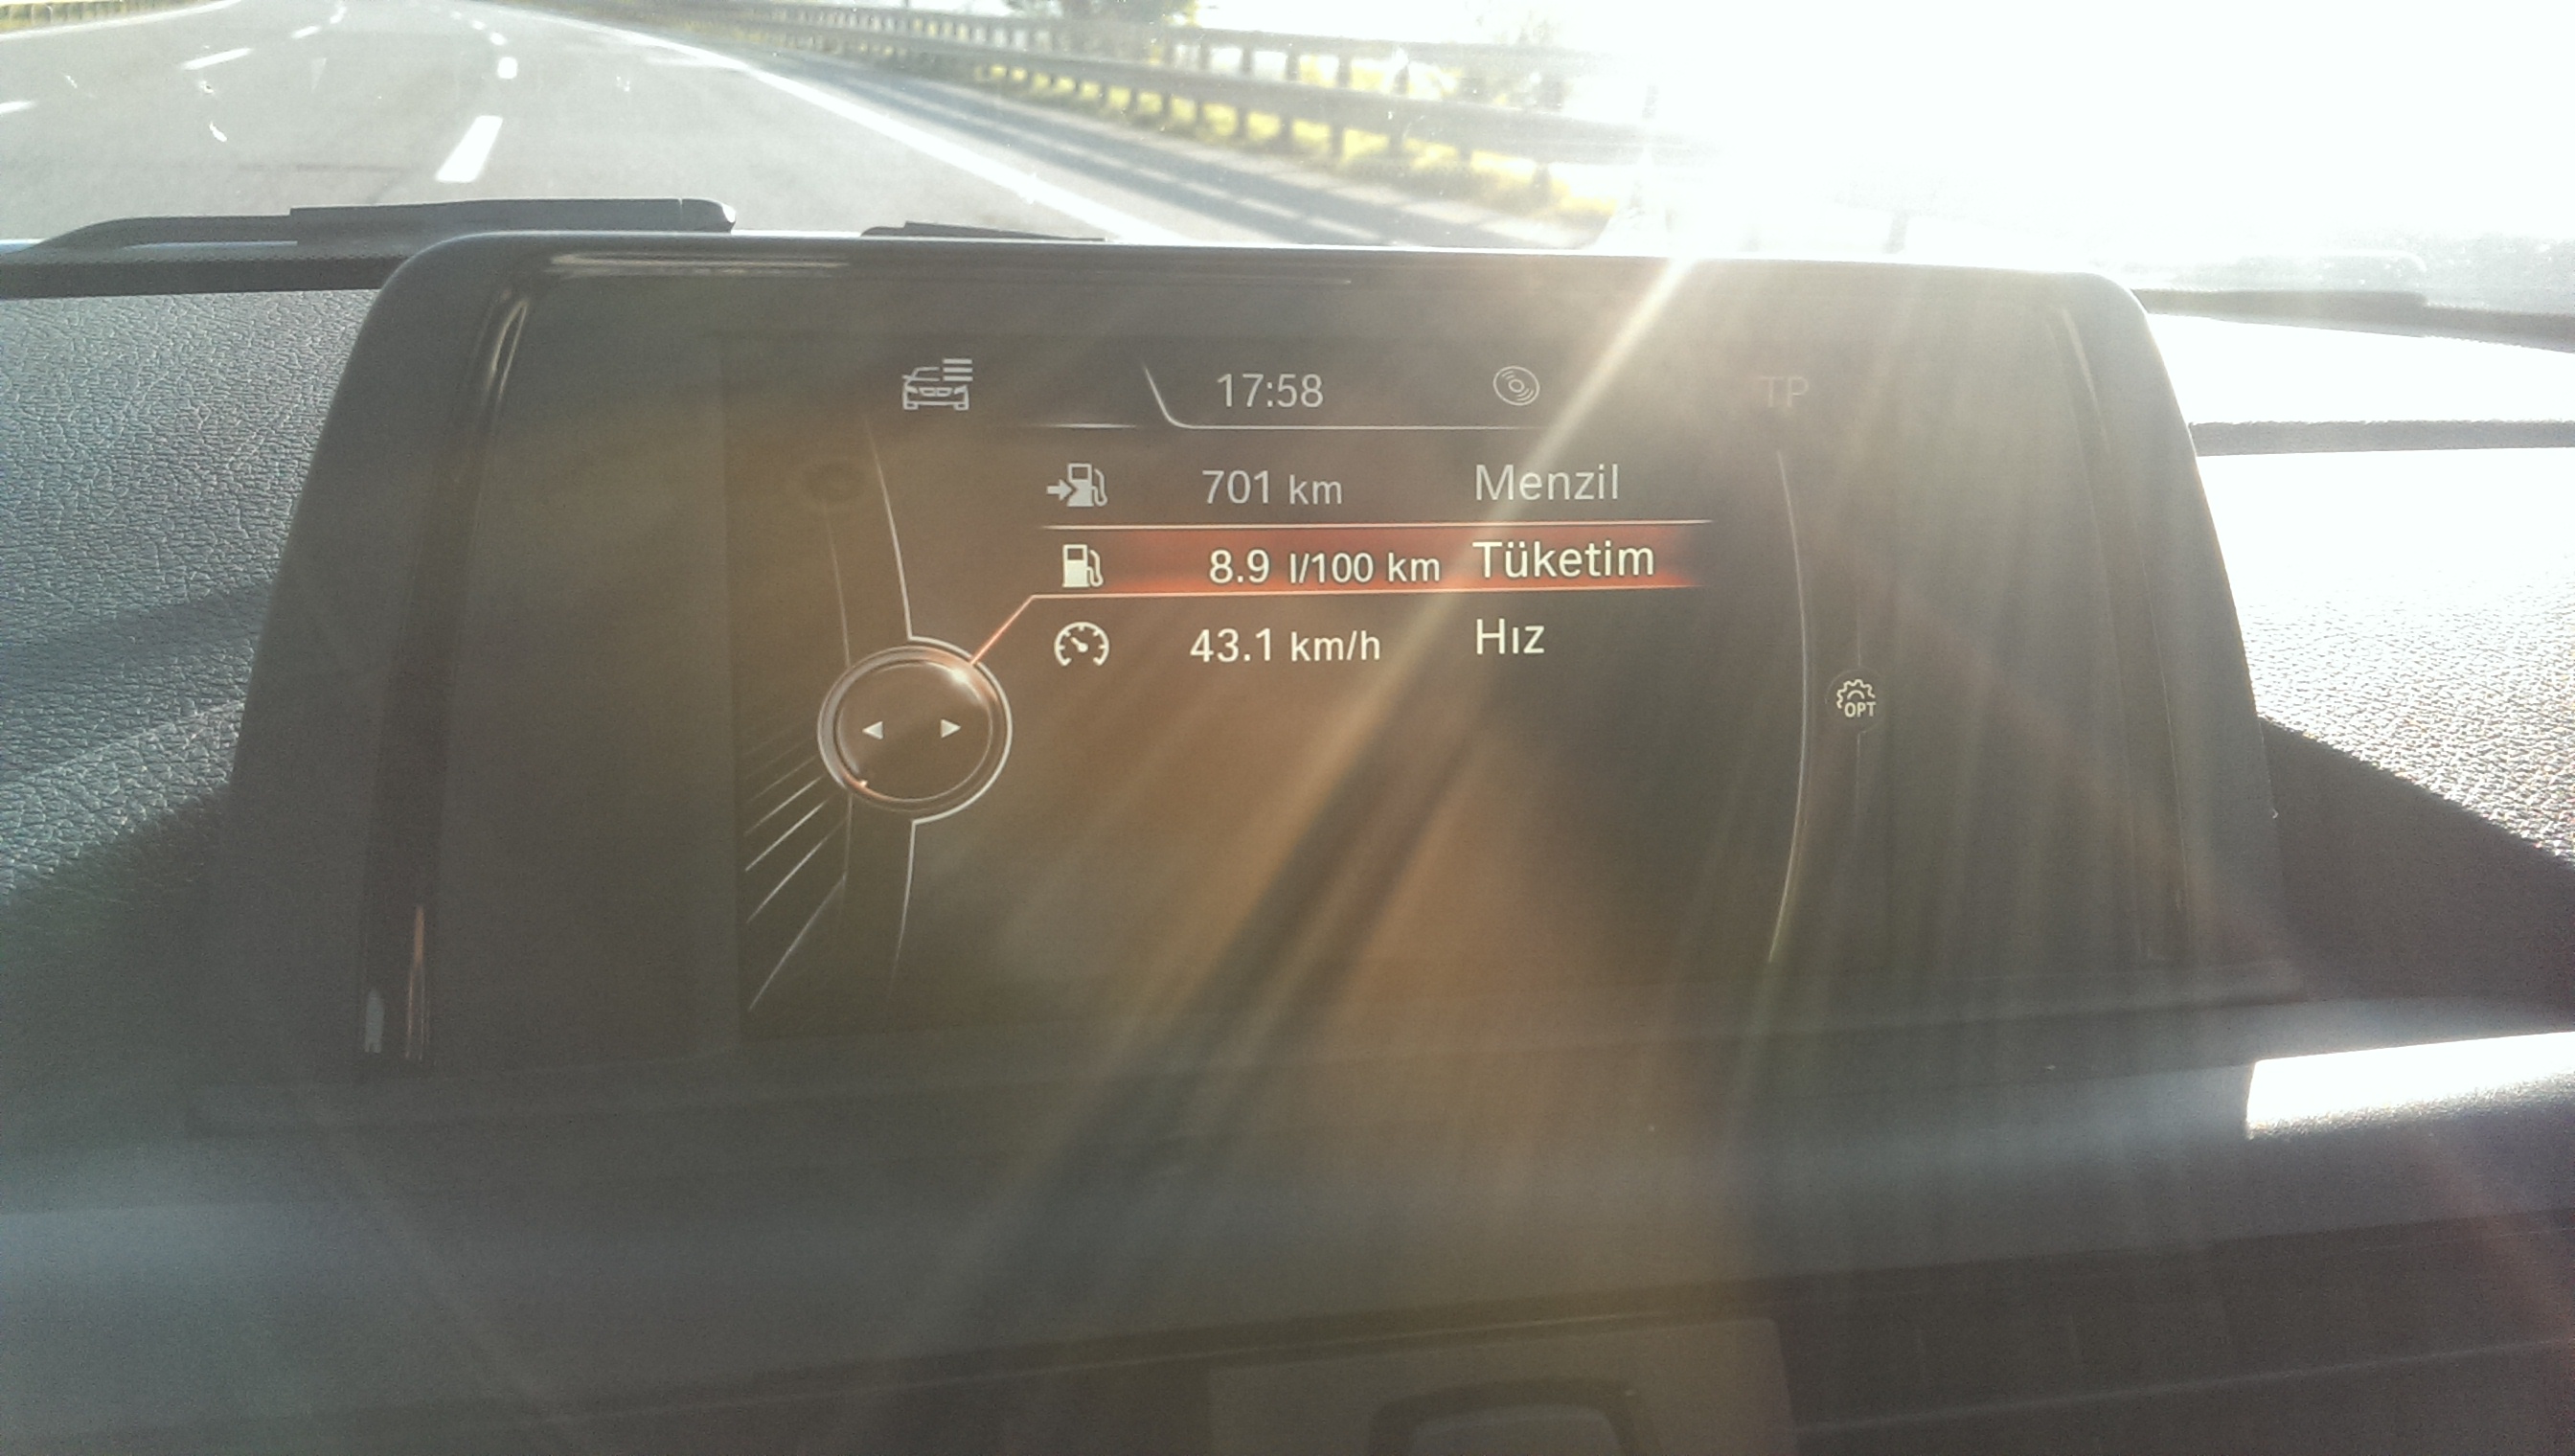 17:58 TP
701 km Menzil
8.9 l/100 km Tüketim
43.1 km/h Hız
OPT